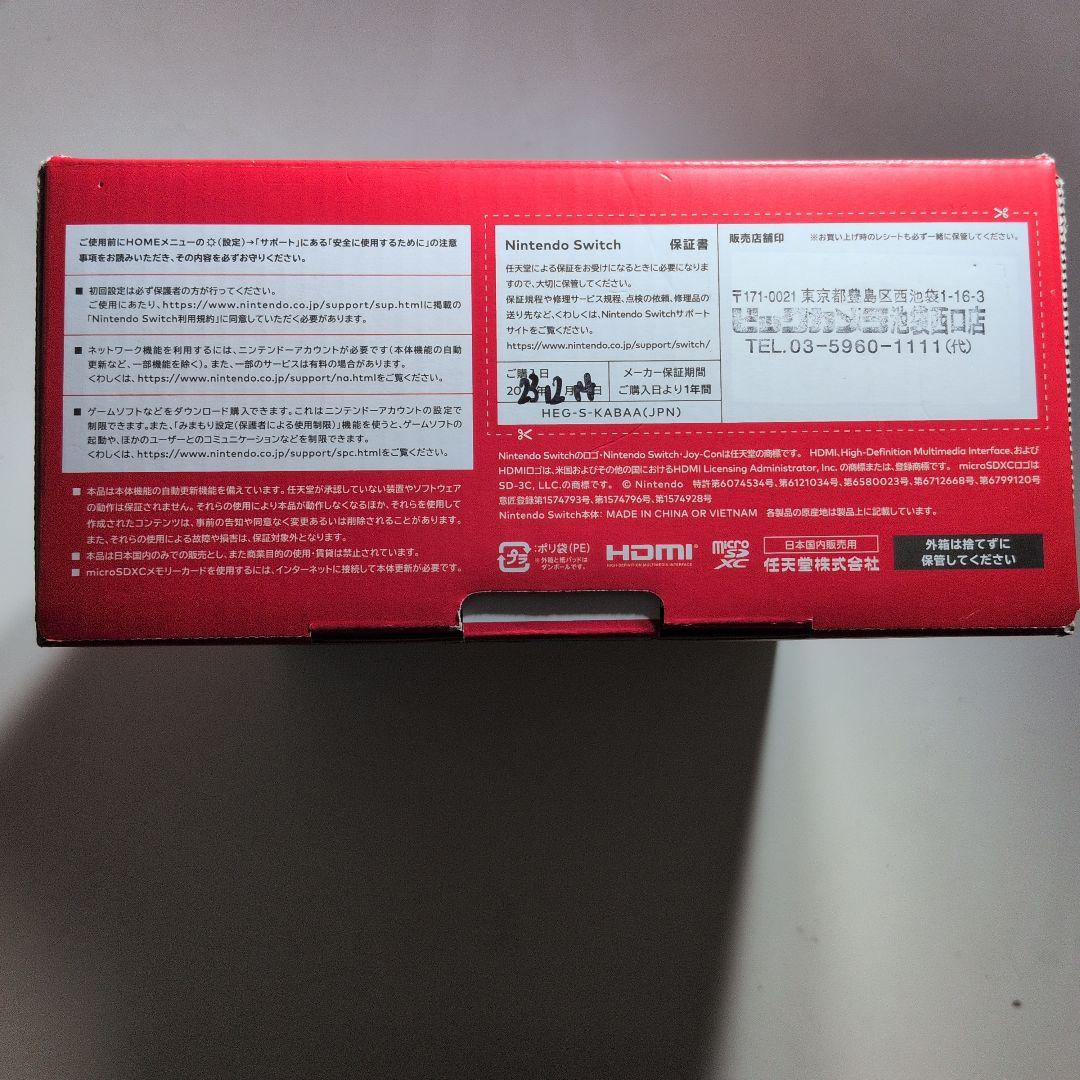 ご使用前にHOMEメニューの(設定)→「サポート」にある「安全に使用するために」の注意
事項をお読みいただき、その内容を必ずお守りください。
■ 初回設定は必ず保護者の方が行ってください。
ご使用にあたり、https://www.nintendo.co.jp/support/sup.htmlに掲載の
「Nintendo Switch利用規約」に同意していただく必要があります。
■ ネットワーク機能を利用するには、ニンテンドーアカウントが必要です(本体機能の自動
更新など、一部機能を除く)。また、一部のサービスは有料の場合があります。
くわしくは、https://www.nintendo.co.jp/support/na.htmlをご覧ください。
■ ゲームソフトなどをダウンロード購入できます。これはニンテンドーアカウントの設定で
制限できます。また、「みまもり設定(保護者による使用制限)」機能を使うと、ゲームソフトの
起動や、ほかのユーザーとのコミュニケーションなどを制限できます。
くわしくは、https://www.nintendo.co.jp/support/spc.htmlをご覧ください。
■ 本品は本体機能の自動更新機能を備えています。任天堂が承認していない装置やソフトウェア
の動作は保証されません。それらの使用により本品が動作しなくなるほか、それらを使用して
作成されたコンテンツは、事前の告知や同意なく変更あるいは削除されることがあります。
また、それらの使用による故障や損害は、保証対象外となります。
■ 本品は日本国内のみでの販売とし、また商業目的の使用・賃貸は禁止されています。
■ microSDXCメモリーカードを使用するには、インターネットに接続して本体更新が必要です。
Nintendo Switch 保証書
任天堂による保証をお受けになるときに必要になりま
すので、大切に保管してください。
保証規程や修理サービス規程、点検の依頼、修理品の
送り先など、くわしくは、Nintendo Switchサポート
サイトをご覧ください。
https://www.nintendo.co.jp/support/switch/
ご購入日 メーカー保証期間
23年12月 ご購入日より1年間
HEG-S-KABAA(JPN)
販売店舗印 ※お買い上げ時のレシートも必ず一緒に保管してください。
〒171-0021 東京都豊島区西池袋1-16-3
ビックカメラ池袋西口店
TEL.03-5960-1111(代)
Nintendo Switchのロゴ・Nintendo Switch・Joy-Conは任天堂の商標です。 HDMI、High-Definition Multimedia Interface、および
HDMIロゴは、米国およびその他の国におけるHDMI Licensing Administrator, Inc. の商標または、登録商標です。 microSDXCロゴは
SD-3C, LLC.の商標です。 © Nintendo 特許第6074534号、第6121034号、第6580023号、第6712668号、第6799120号
意匠登録第1574793号、第1574796号、第1574928号
Nintendo Switch本体: MADE IN CHINA OR VIETNAM 各製品の原産地は製品上に記載しています。
プラ
:ポリ袋(PE)
※外箱と紙パッドは
ダンボールです。
HDMI
HIGH-DEFINITION MULTIMEDIA INTERFACE
micro SD XC
日本国内販売用
任天堂株式会社
外箱は捨てずに
保管してください